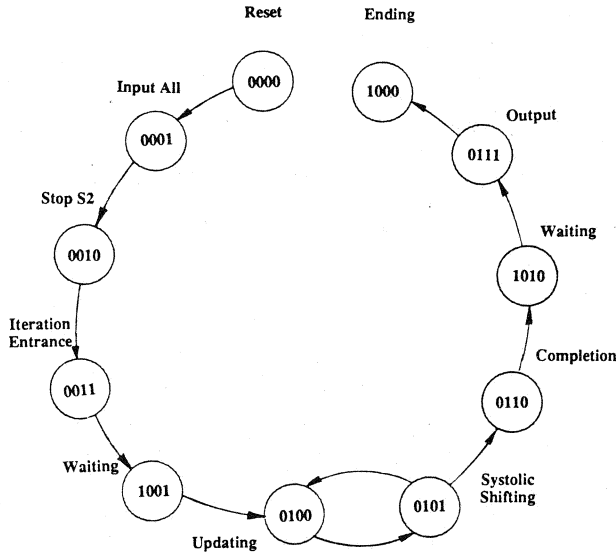 Reset
Ending
0000
1000
Input All
0001
Output
0111
Stop S2
0010
Waiting
1010
Iteration
Entrance
0011
Completion
0110
Waiting
1001
Systolic
Shifting
0100
0101
Updating